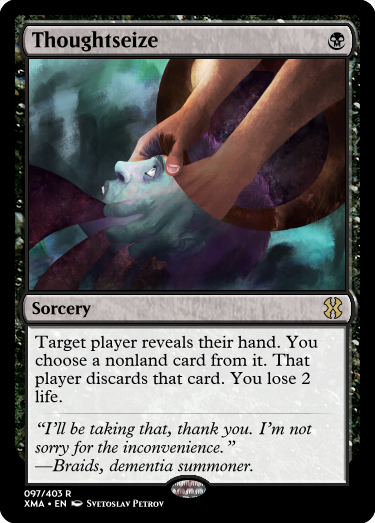 Thoughtseize
Sorcery
Target player reveals their hand. You
choose a nonland card from it. That
player discards that card. You lose 2
life.
“I’ll be taking that, thank you. I’m not
sorry for the inconvenience.”
—Braids, dementia summoner.
097/403 R
XMA • EN Svetoslav Petrov